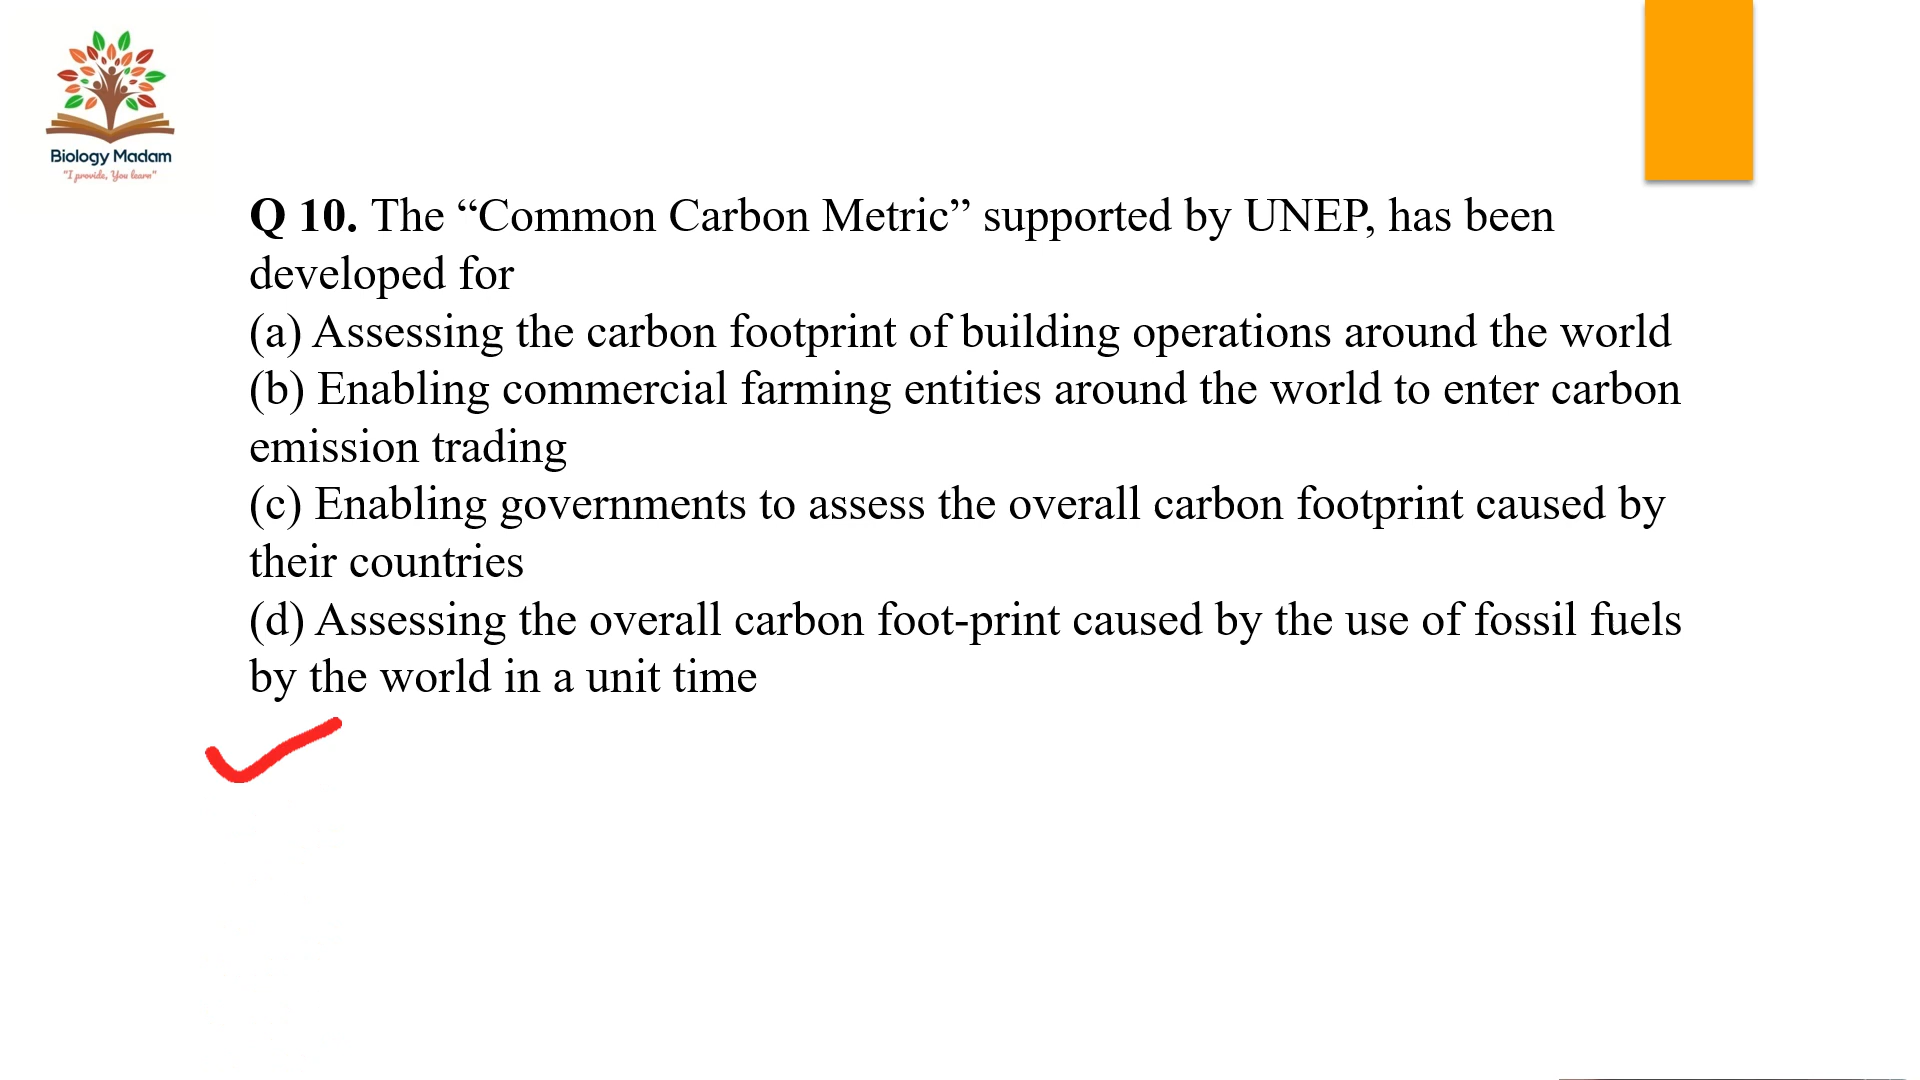 Biology Madam
"I provide, You learn"
Q 10. The “Common Carbon Metric” supported by UNEP, has been
developed for
(a) Assessing the carbon footprint of building operations around the world
(b) Enabling commercial farming entities around the world to enter carbon
emission trading
(c) Enabling governments to assess the overall carbon footprint caused by
their countries
(d) Assessing the overall carbon foot-print caused by the use of fossil fuels
by the world in a unit time